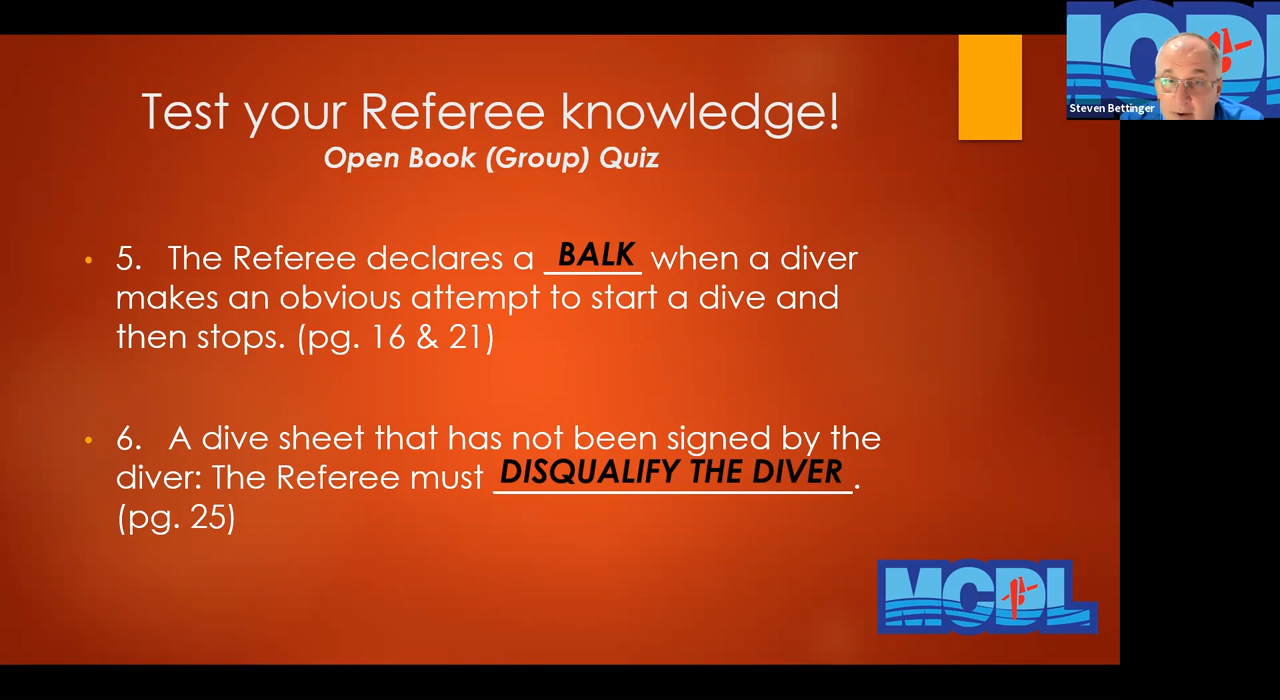 Test your Referee knowledge!
Open Book (Group) Quiz
Steven Bettinger
• 5. The Referee declares a BALK when a diver
makes an obvious attempt to start a dive and
then stops. (pg. 16 & 21)
• 6. A dive sheet that has not been signed by the
diver: The Referee must DISQUALIFY THE DIVER.
(pg. 25)
MCDL